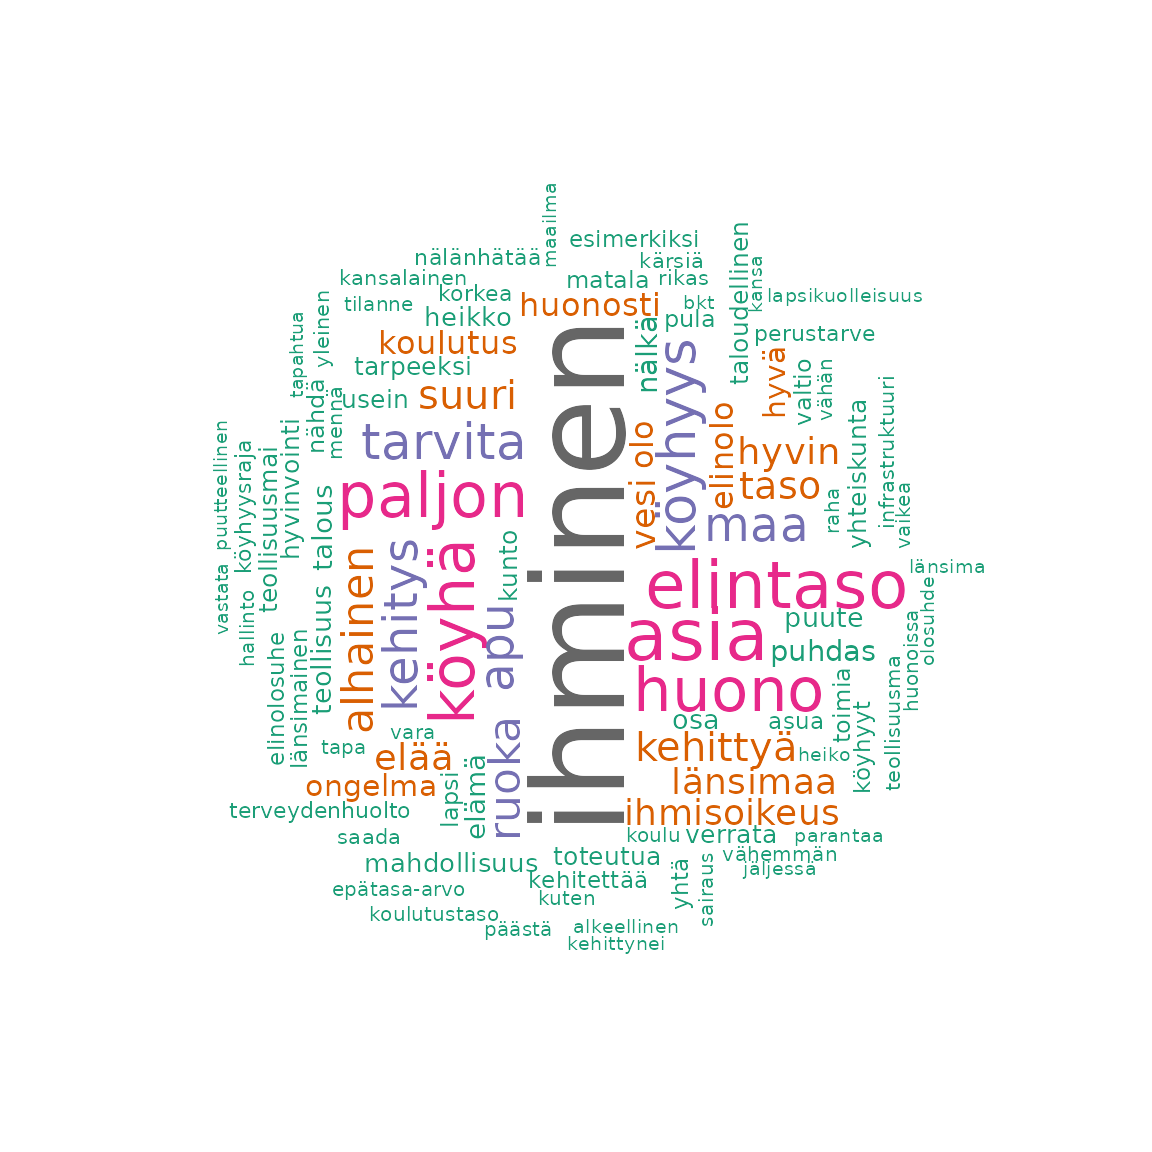 maailma
esimerkiksi
nälänhätää
kärsiä
kansalainen
matala
rikas
taloudellinen
kansa
tilanne
korkea
huonosti
bkt
lapsikuolleisuus
heikko
pula
perustarve
tapahtua
yleinen
koulutus
nälkä
köyhyys
hyvä
valtio
vähän
tarpeeksi
usein
suuri
nähdä
mennä
tarvita
ihminen
vesi
olo
elinolo
hyvin
taso
yhteiskunta
infrastruktuuri
vaikea
raha
maa
puutteellinen
köyhyysraja
teollisuusmai
hyvinvointi
talous
paljon
kunto
vastata
hallinto
teollisuus
alhainen
kehitys
köyhä
apu
elintaso
länsima
olosuhde
asia
puute
puhdas
huonoissa
huono
elinolosuhe
länsimainen
osa
asua
toimia
köyhyyt
teollisuusma
vara
tapa
elää
ruoka
kehittyä
heiko
ongelma
lapsi
elämä
länsimaa
terveydenhuolto
ihmisoikeus
saada
koulu
verrata
parantaa
mahdollisuus
toteutua
vähemmän
jäljessä
epätasa-arvo
kehitettää
yhtä
sairaus
kuten
koulutustaso
päästä
alkeellinen
kehittynei